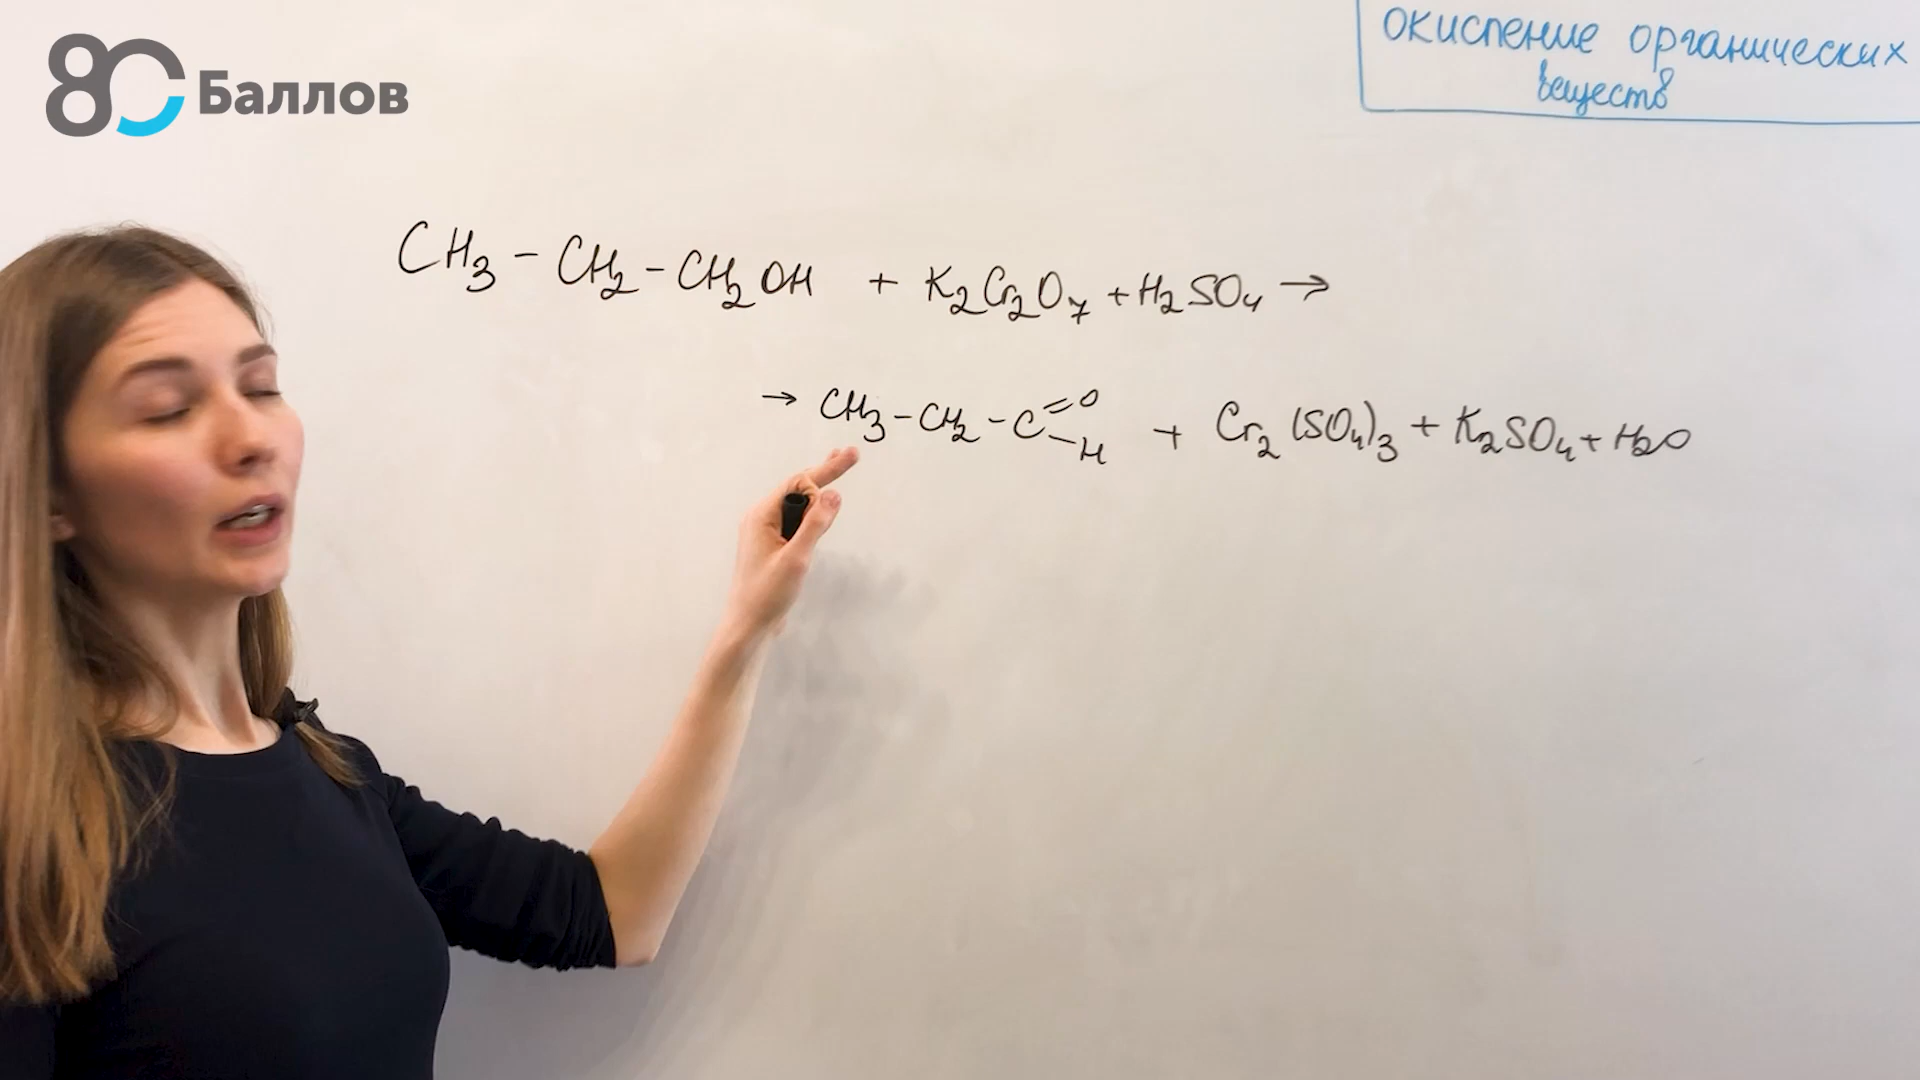 80 Баллов
окисление органических
веществ
CH₃ - CH₂ - CH₂OH + K₂Cr₂O₇ + H₂SO₄ →
→ CH₃ - CH₂ - C =O -H + Cr₂(SO₄)₃ + K₂SO₄ + H₂O